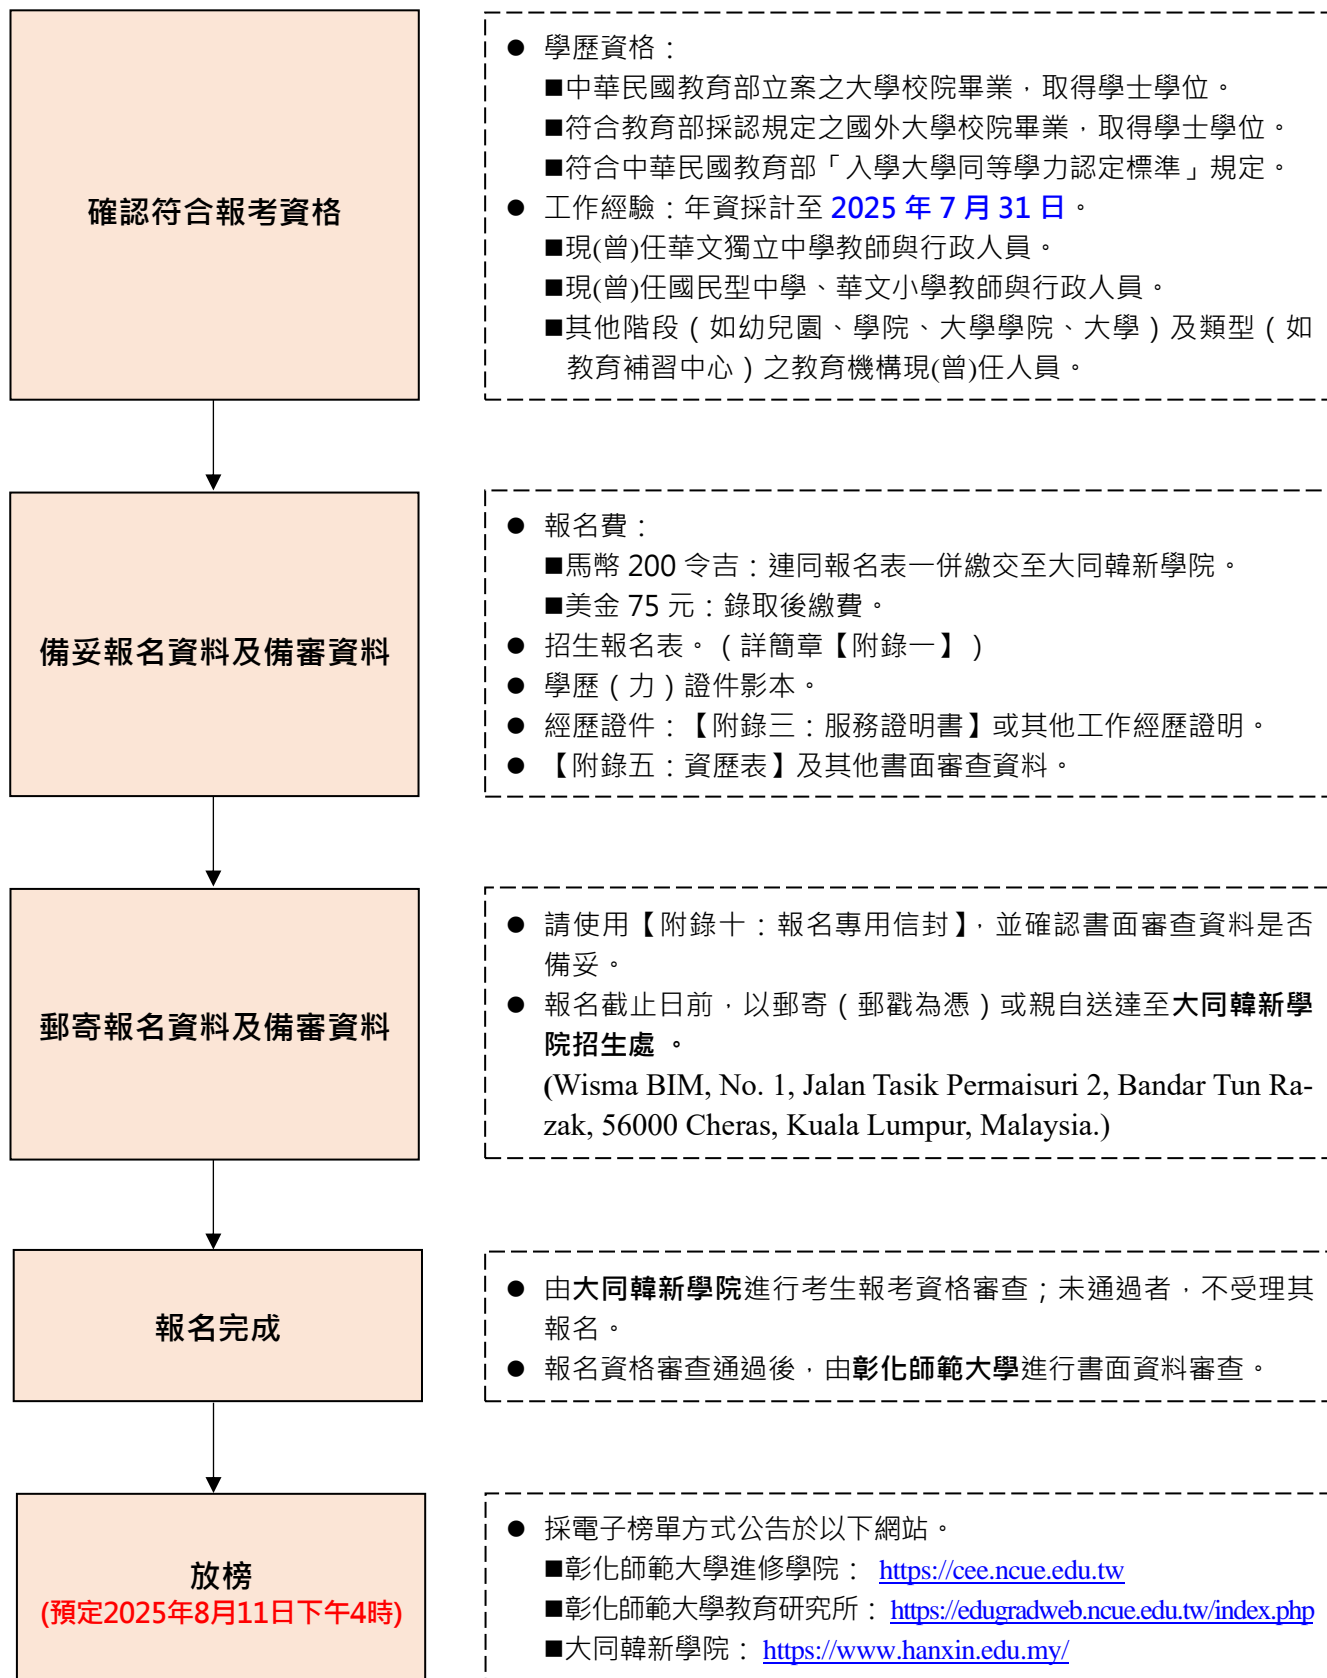 確認符合報考資格
● 學歷資格：
■中華民國教育部立案之大學校院畢業，取得學士學位。
■符合教育部採認規定之國外大學校院畢業，取得學士學位。
■符合中華民國教育部「入學大學同等學力認定標準」規定。
● 工作經驗：年資採計至 2025 年 7 月 31 日。
■現(曾)任華文獨立中學教師與行政人員。
■現(曾)任國民型中學、華文小學教師與行政人員。
■其他階段（如幼兒園、學院、大學學院、大學）及類型（如
教育補習中心）之教育機構現(曾)任人員。
備妥報名資料及備審資料
● 報名費：
■馬幣 200 令吉：連同報名表一併繳交至大同韓新學院。
■美金 75 元：錄取後繳費。
● 招生報名表。（詳簡章【附錄一】）
● 學歷（力）證件影本。
● 經歷證件：【附錄三：服務證明書】或其他工作經歷證明。
● 【附錄五：資歷表】及其他書面審查資料。
郵寄報名資料及備審資料
● 請使用【附錄十：報名專用信封】，並確認書面審查資料是否
備妥。
● 報名截止日前，以郵寄（郵戳為憑）或親自送達至大同韓新學
院招生處 。
(Wisma BIM, No. 1, Jalan Tasik Permaisuri 2, Bandar Tun Ra-
zak, 56000 Cheras, Kuala Lumpur, Malaysia.)
報名完成
● 由大同韓新學院進行考生報考資格審查；未通過者，不受理其
報名。
● 報名資格審查通過後，由彰化師範大學進行書面資料審查。
放榜
(預定2025年8月11日下午4時)
● 採電子榜單方式公告於以下網站。
■彰化師範大學進修學院： https://cee.ncue.edu.tw
■彰化師範大學教育研究所： https://edugradweb.ncue.edu.tw/index.php
■大同韓新學院： https://www.hanxin.edu.my/